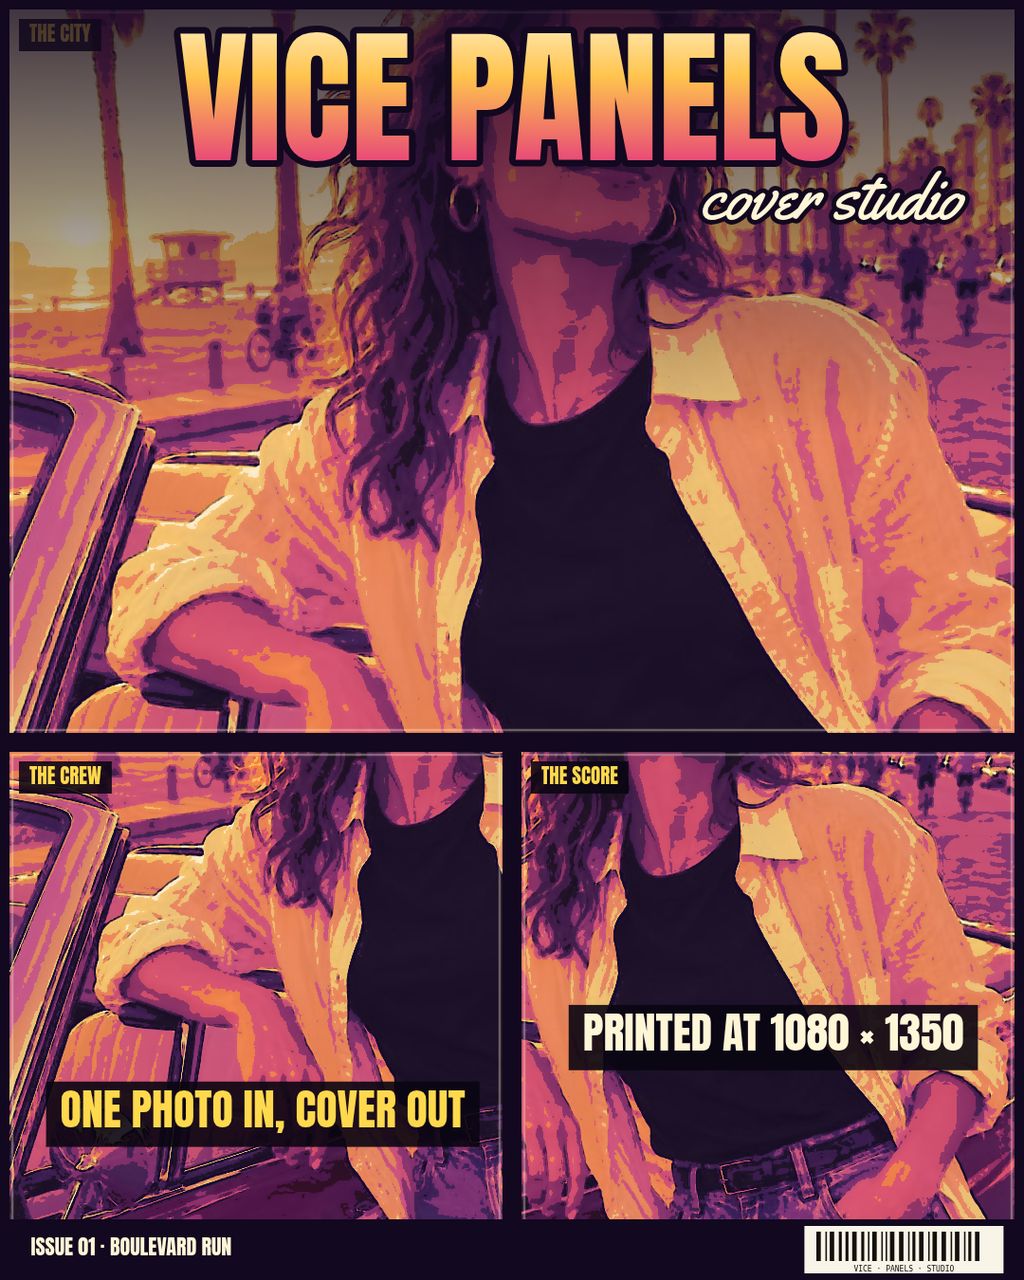 THE CITY
VICE PANELS
cover studio
THE CREW
THE SCORE
PRINTED AT 1080 × 1350
ONE PHOTO IN, COVER OUT
ISSUE 01 · BOULEVARD RUN
VICE · PANELS · STUDIO